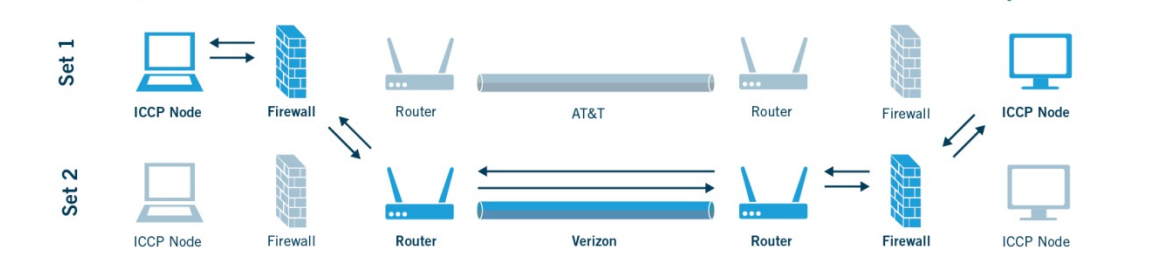 Set 1
ICCP Node Firewall Router AT&T Router Firewall ICCP Node
Set 2
ICCP Node Firewall Router Verizon Router Firewall ICCP Node